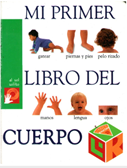 MI PRIMER
gatear piernas y pies pelo rizado
LIBRO DEL
manos lengua ojos
CUERPO